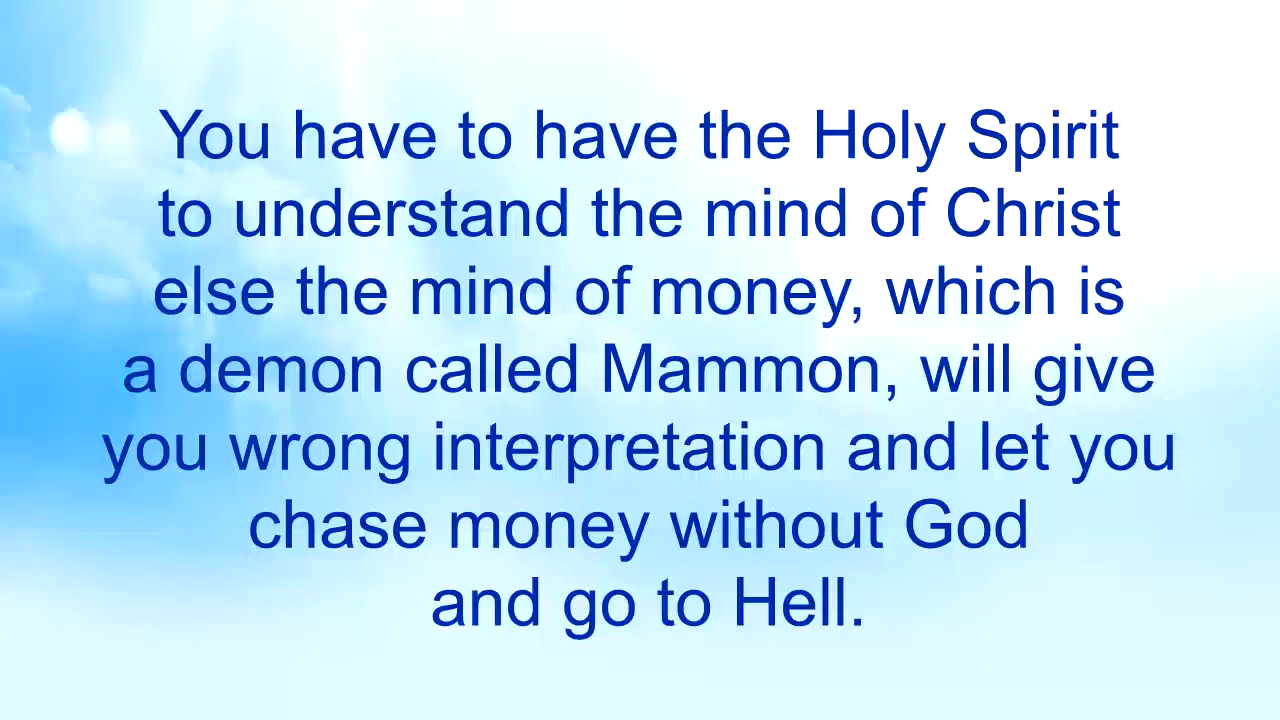 You have to have the Holy Spirit
to understand the mind of Christ
else the mind of money, which is
a demon called Mammon, will give
you wrong interpretation and let you
chase money without God
and go to Hell.